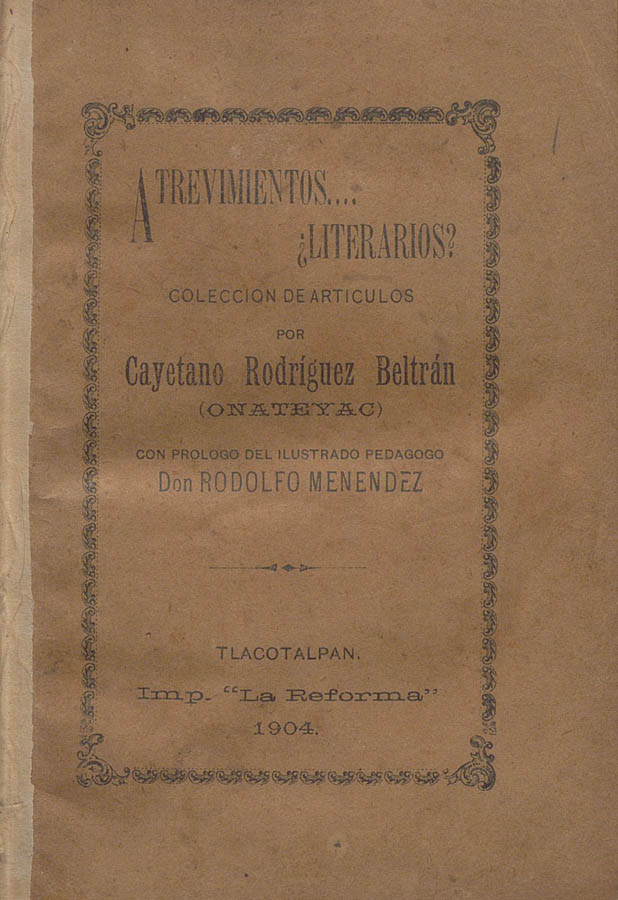 ATREVIMIENTOS....
¿LITERARIOS?
COLECCION DE ARTICULOS
POR
Cayetano Rodríguez Beltrán
(ONATEYAC)
CON PROLOGO DEL ILUSTRADO PEDAGOGO
Don RODOLFO MENENDEZ
TLACOTALPAN.
Imp. “La Reforma”
1904.